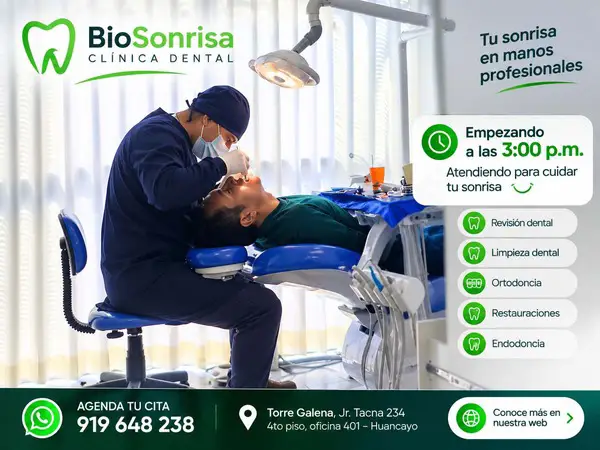 BioSonrisa
CLÍNICA DENTAL
Tu sonrisa
en manos
profesionales
Empezando
a las 3:00 p.m.
Atendiendo para cuidar
tu sonrisa
Revisión dental
Limpieza dental
Ortodoncia
Restauraciones
Endodoncia
AGENDA TU CITA
919 648 238
Torre Galena, Jr. Tacna 234
4to piso, oficina 401 – Huancayo
Conoce más en
nuestra web